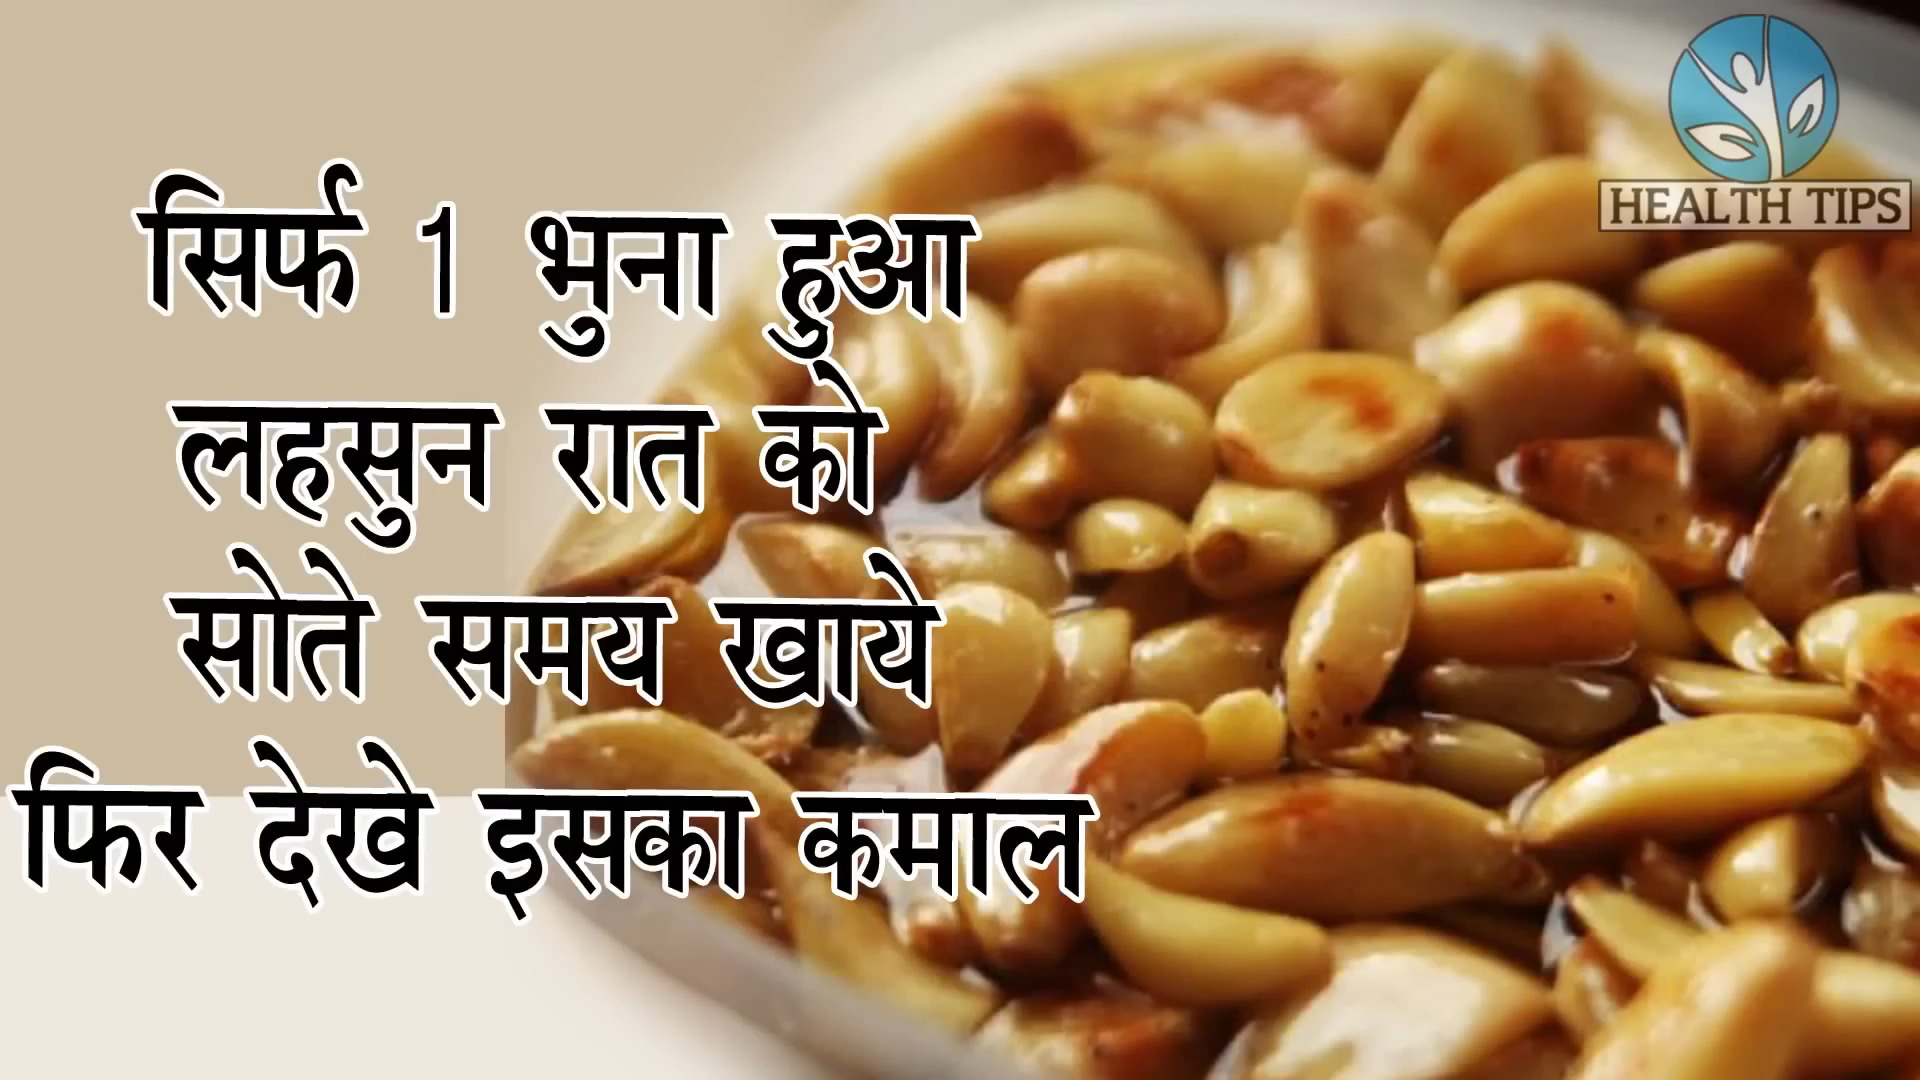 सिर्फ 1 भुना हुआ
लहसुन रात को
सोते समय खाये
फिर देखे इसका कमाल
HEALTH TIPS